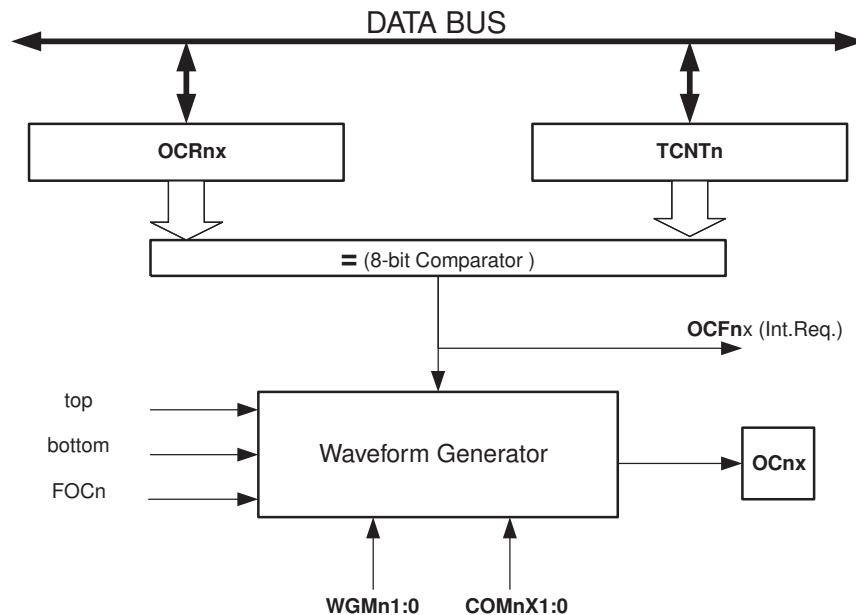 DATA BUS
OCRnx
TCNTn
= (8-bit Comparator )
OCFnx (Int.Req.)
top
bottom
FOCn
Waveform Generator
OCnx
WGMn1:0
COMnX1:0